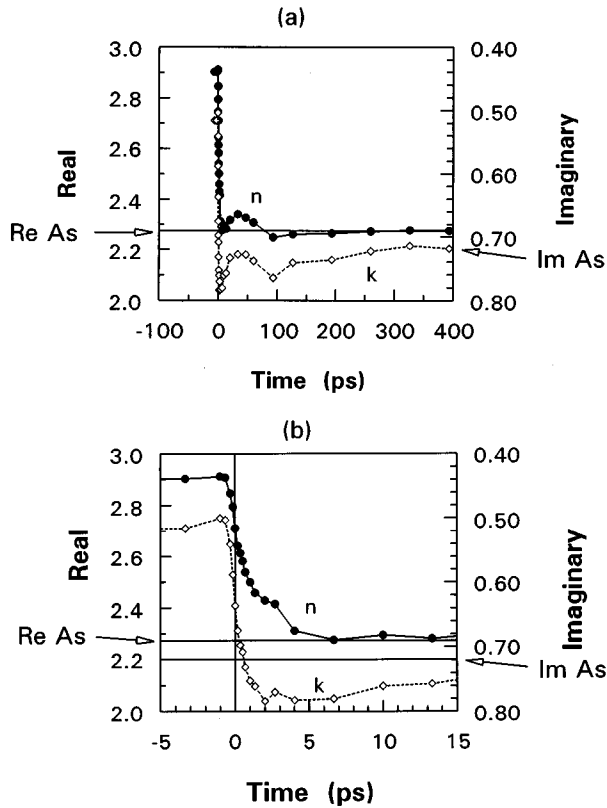 (a)
3.0
2.8
2.6
2.4
2.2
2.0
Real
Re As
0.40
0.50
0.60
0.70
0.80
Imaginary
Im As
n
k
-100
0
100
200
300
400
Time (ps)
(b)
3.0
2.8
2.6
2.4
2.2
2.0
Real
Re As
0.40
0.50
0.60
0.70
0.80
Imaginary
Im As
n
k
-5
0
5
10
15
Time (ps)